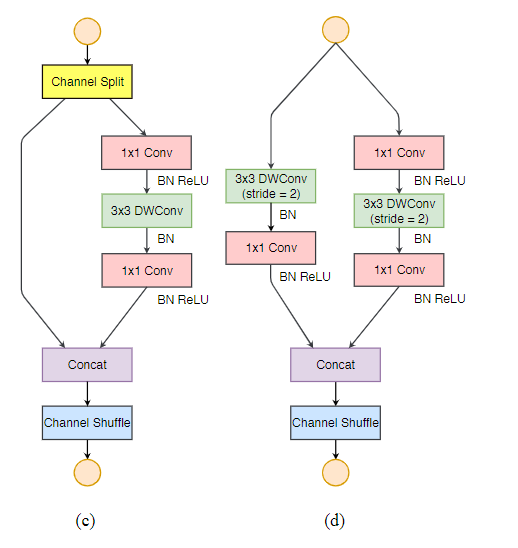 Channel Split
1x1 Conv
BN ReLU
3x3 DWConv
BN
1x1 Conv
BN ReLU
Concat
Channel Shuffle
(c)
3x3 DWConv
(stride = 2)
BN
1x1 Conv
BN ReLU
1x1 Conv
BN ReLU
3x3 DWConv
(stride = 2)
BN
1x1 Conv
BN ReLU
Concat
Channel Shuffle
(d)